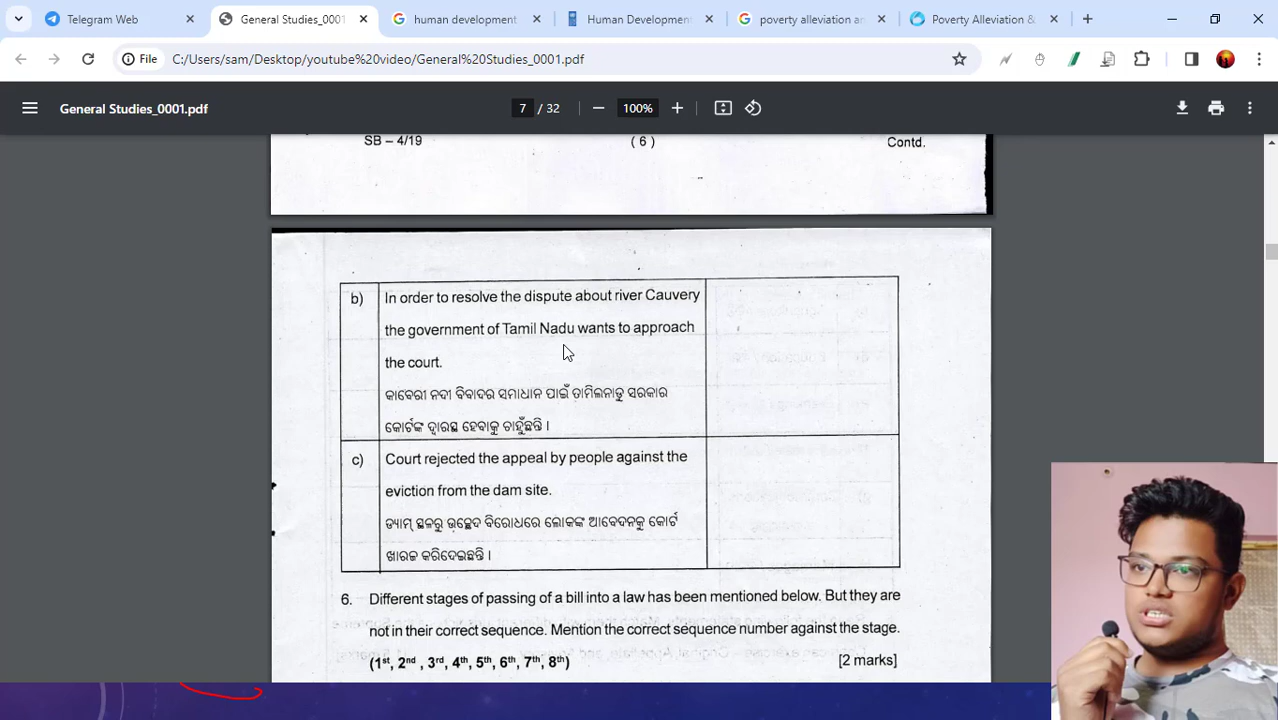 Telegram Web
General Studies_0001
human development
Human Development
poverty alleviation an
Poverty Alleviation &
File
C:/Users/sam/Desktop/youtube%20video/General%20Studies_0001.pdf
General Studies_0001.pdf
7 / 32
100%
SB – 4/19
( 6 )
Contd.
b)
In order to resolve the dispute about river Cauvery
the government of Tamil Nadu wants to approach
the court.
କାବେରୀ ନଦୀ ବିବାଦର ସମାଧାନ ପାଇଁ ତାମିଲନାଡୁ ସରକାର
କୋର୍ଟଙ୍କ ଦ୍ୱାରସ୍ଥ ହେବାକୁ ଚାହୁଁଛନ୍ତି ।
c)
Court rejected the appeal by people against the
eviction from the dam site.
ଡ୍ୟାମ୍ ସ୍ଥଳରୁ ଉଚ୍ଛେଦ ବିରୋଧରେ ଲୋକଙ୍କ ଆବେଦନକୁ କୋର୍ଟ
ଖାରଜ କରିଦେଇଛନ୍ତି ।
6. Different stages of passing of a bill into a law has been mentioned below. But they are
not in their correct sequence. Mention the correct sequence number against the stage.
(1st, 2nd , 3rd, 4th, 5th, 6th, 7th, 8th)
[2 marks]